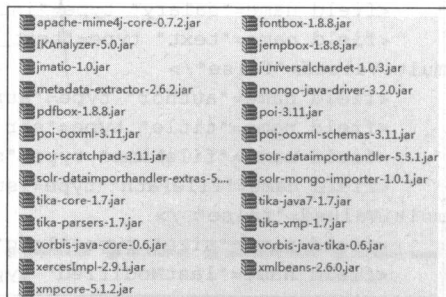 apache-mime4j-core-0.7.2.jar
fontbox-1.8.8.jar
IKAnalyzer-5.0.jar
jempbox-1.8.8.jar
jmatio-1.0.jar
juniversalchardet-1.0.3.jar
metadata-extractor-2.6.2.jar
mongo-java-driver-3.2.0.jar
pdfbox-1.8.8.jar
poi-3.11.jar
poi-ooxml-3.11.jar
poi-ooxml-schemas-3.11.jar
poi-scratchpad-3.11.jar
solr-dataimporthandler-5.3.1.jar
solr-dataimporthandler-extras-5....
solr-mongo-importer-1.0.1.jar
tika-core-1.7.jar
tika-java7-1.7.jar
tika-parsers-1.7.jar
tika-xmp-1.7.jar
vorbis-java-core-0.6.jar
vorbis-java-tika-0.6.jar
xercesImpl-2.9.1.jar
xmlbeans-2.6.0.jar
xmpcore-5.1.2.jar